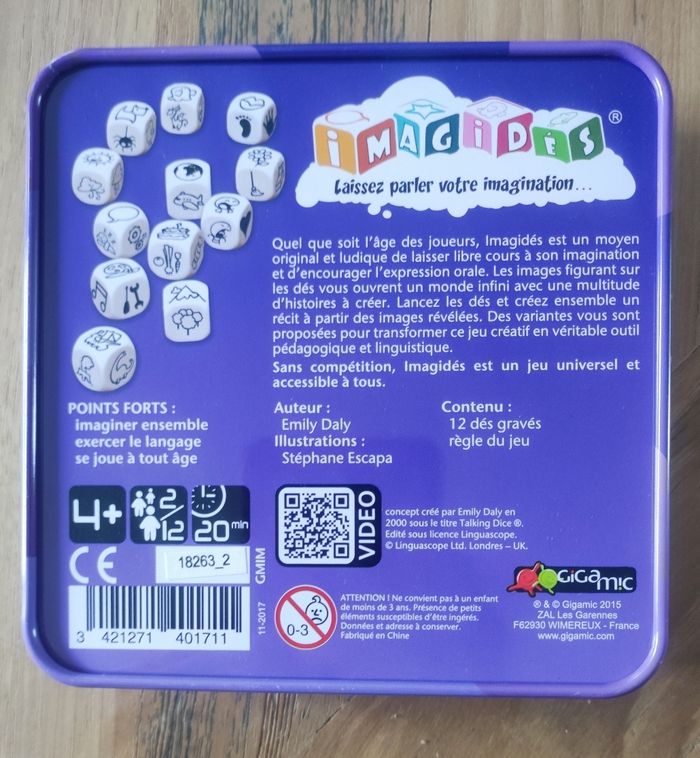 IMAGIDÉS ®
Laissez parler votre imagination...
Quel que soit l'âge des joueurs, Imagidés est un moyen
original et ludique de laisser libre cours à son imagination
et d'encourager l'expression orale. Les images figurant sur
les dés vous ouvrent un monde infini avec une multitude
d'histoires à créer. Lancez les dés et créez ensemble un
récit à partir des images révélées. Des variantes vous sont
proposées pour transformer ce jeu créatif en véritable outil
pédagogique et linguistique.
Sans compétition, Imagidés est un jeu universel et
accessible à tous.
POINTS FORTS :
imaginer ensemble
exercer le langage
se joue à tout âge
Auteur :
Emily Daly
Illustrations :
Stéphane Escapa
Contenu :
12 dés gravés
règle du jeu
4+
2/12
20 min
VIDEO
concept créé par Emily Daly en
2000 sous le titre Talking Dice ®.
Edité sous licence Linguascope.
© Linguascope Ltd. Londres – UK.
CE
18263_2
GMIM
11-2017
3 421271 401711
0-3
ATTENTION ! Ne convient pas à un enfant
de moins de 3 ans. Présence de petits
éléments susceptibles d'être ingérés.
Données et adresse à conserver.
Fabriqué en Chine
GiGamic
® & © Gigamic 2015
ZAL Les Garennes
F62930 WIMEREUX - France
www.gigamic.com